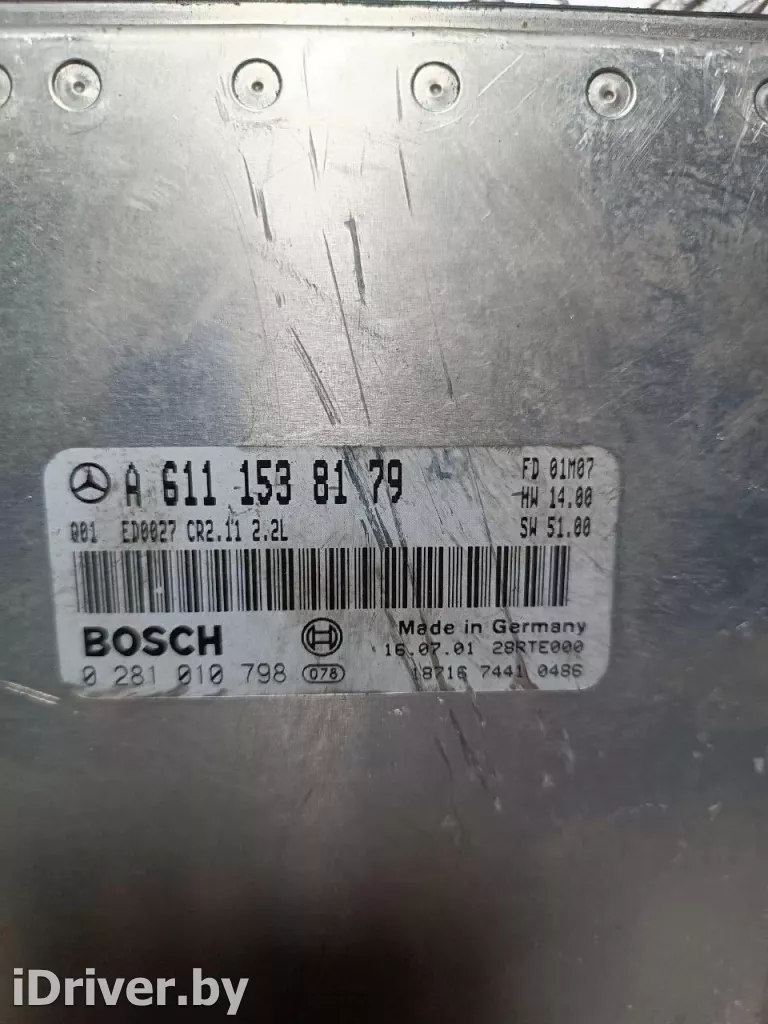 A 611 153 81 79
FD 01M07
HW 14.00
Q01 ED0027 CR2.11 2.2L
SW 51.00
BOSCH
Made in Germany
16.07.01 28RTE000
0 281 010 798 078
18716 7441 0486
iDriver.by